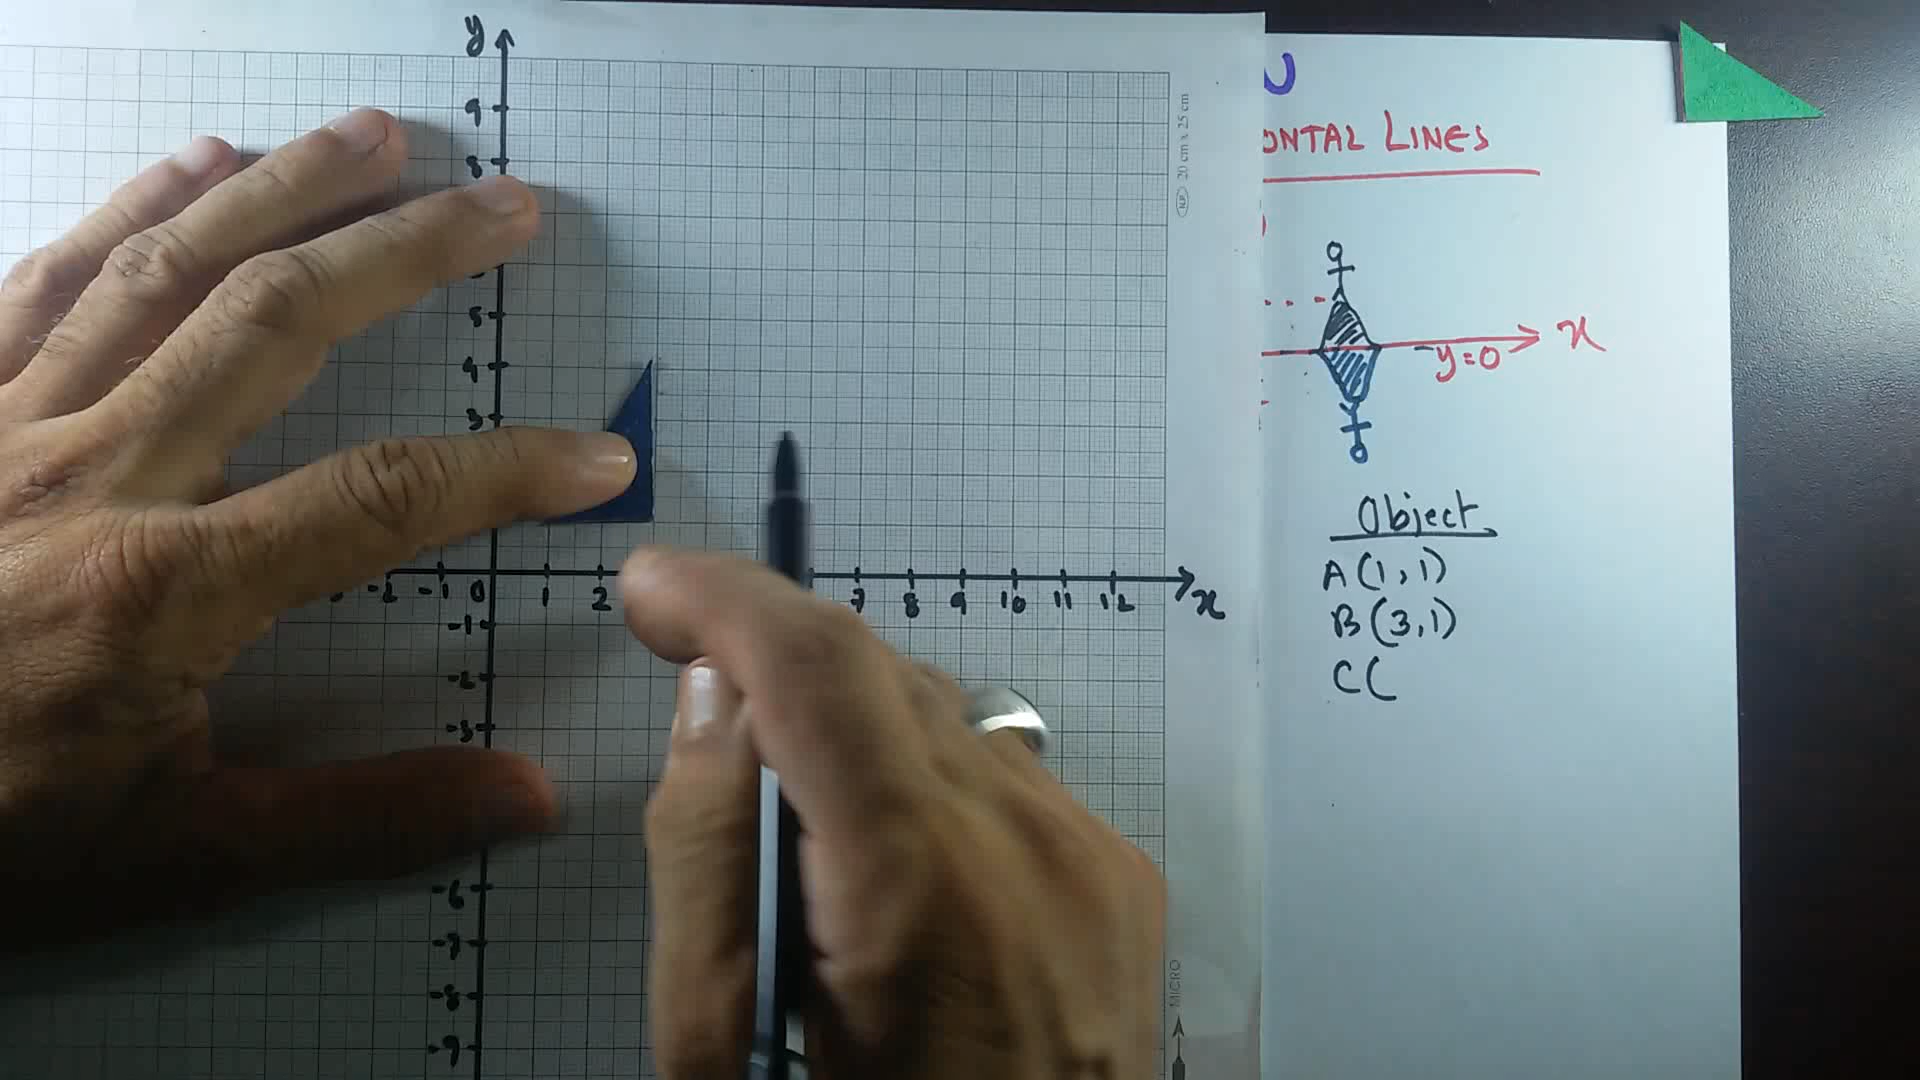 y
9
8
5
4
3
-2 -1 0 1 2 7 8 9 10 11 12 x
-1
-2
-3
-6
-7
-8
-9
N.P. 20 cm x 25 cm
MICRO
ONTAL LINES
x
y=0
Object
A(1,1)
B(3,1)
C(